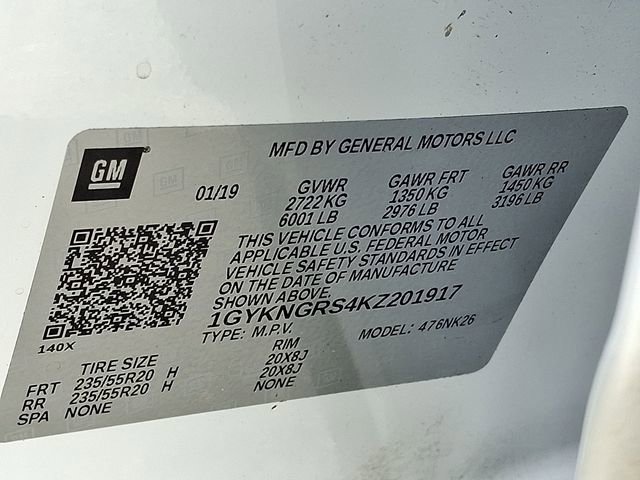 MFD BY GENERAL MOTORS LLC
GM
01/19
GVWR GAWR FRT GAWR RR
2722 KG 1350 KG 1450 KG
6001 LB 2976 LB 3196 LB
THIS VEHICLE CONFORMS TO ALL
APPLICABLE U.S. FEDERAL MOTOR
VEHICLE SAFETY STANDARDS IN EFFECT
ON THE DATE OF MANUFACTURE
SHOWN ABOVE.
1GYKNGRS4KZ201917
140X
TYPE: M.P.V. MODEL: 476NK26
TIRE SIZE RIM
FRT 235/55R20 H 20X8J
RR 235/55R20 H 20X8J
SPA NONE NONE